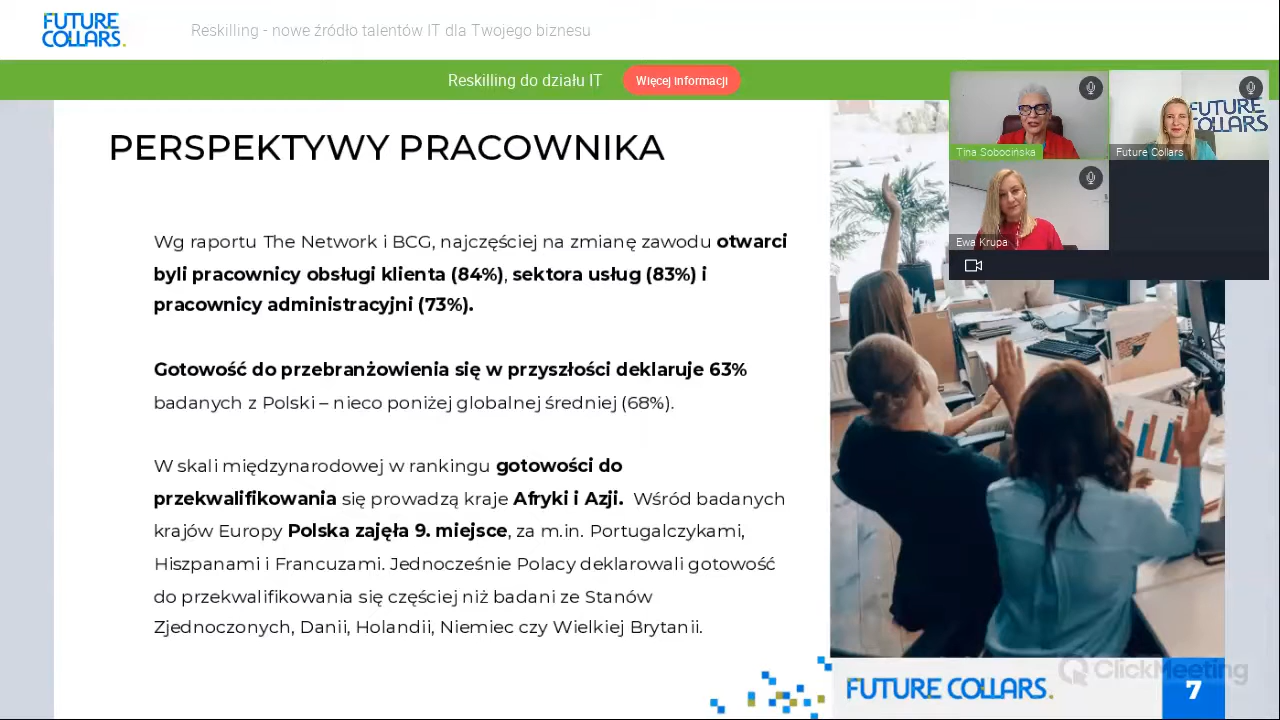 FUTURE
COLLARS.
Reskilling - nowe źródło talentów IT dla Twojego biznesu
Reskilling do działu IT
Więcej informacji
PERSPEKTYWY PRACOWNIKA
Wg raportu The Network i BCG, najczęściej na zmianę zawodu otwarci
byli pracownicy obsługi klienta (84%), sektora usług (83%) i
pracownicy administracyjni (73%).
Gotowość do przebranżowienia się w przyszłości deklaruje 63%
badanych z Polski – nieco poniżej globalnej średniej (68%).
W skali międzynarodowej w rankingu gotowości do
przekwalifikowania się prowadzą kraje Afryki i Azji. Wśród badanych
krajów Europy Polska zajęła 9. miejsce, za m.in. Portugalczykami,
Hiszpanami i Francuzami. Jednocześnie Polacy deklarowali gotowość
do przekwalifikowania się częściej niż badani ze Stanów
Zjednoczonych, Danii, Holandii, Niemiec czy Wielkiej Brytanii.
Tina Sobocińska
FUTURE
COLLARS
Future Collars
Ewa Krupa
ClickMeeting
FUTURE COLLARS.
7